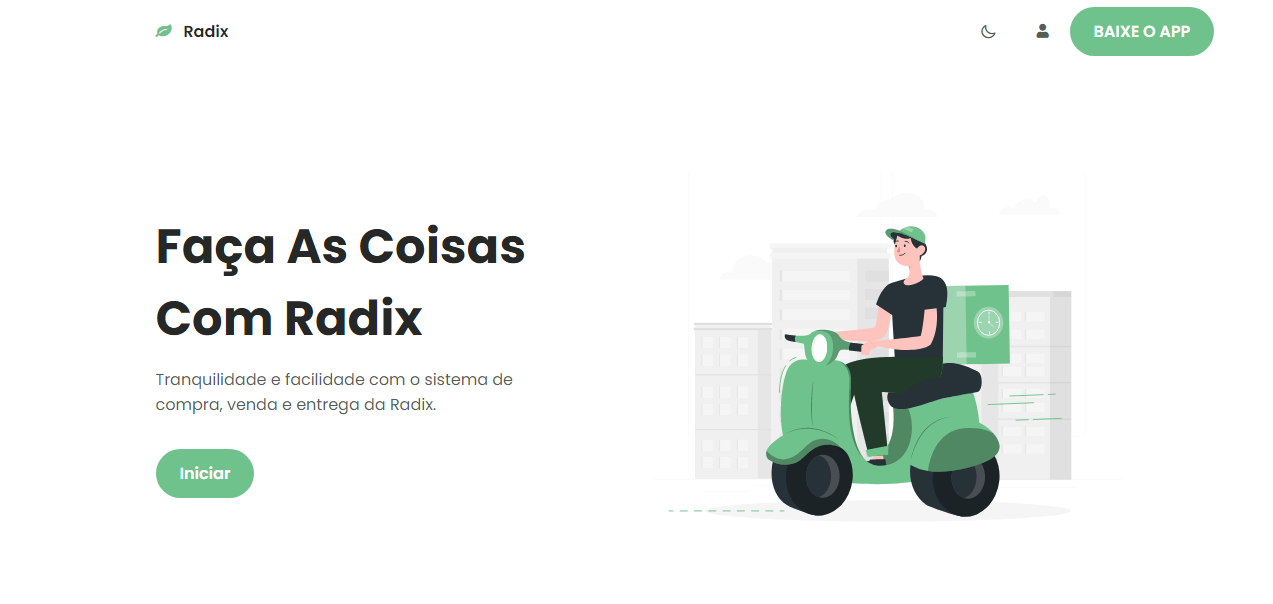 Radix
BAIXE O APP
Faça As Coisas
Com Radix
Tranquilidade e facilidade com o sistema de
compra, venda e entrega da Radix.
Iniciar